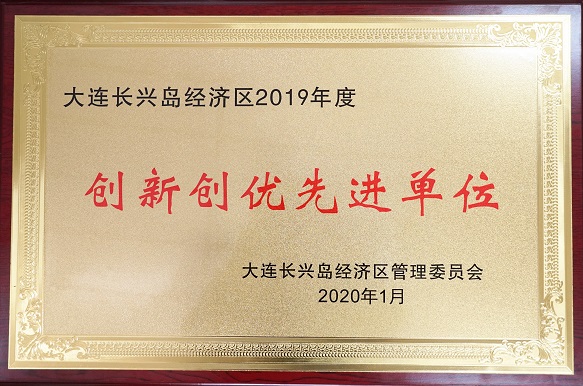 大连长兴岛经济区2019年度
创新创优先进单位
大连长兴岛经济区管理委员会
2020年1月